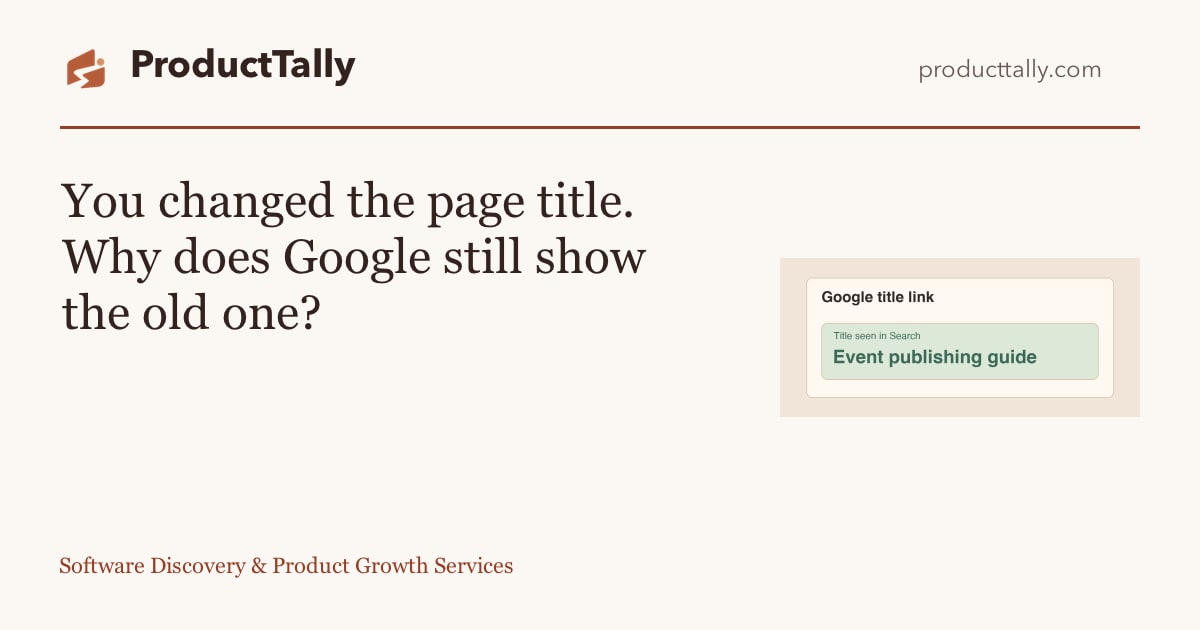 ProductTally
producttally.com
You changed the page title.
Why does Google still show
the old one?
Google title link
Title seen in Search
Event publishing guide
Software Discovery & Product Growth Services